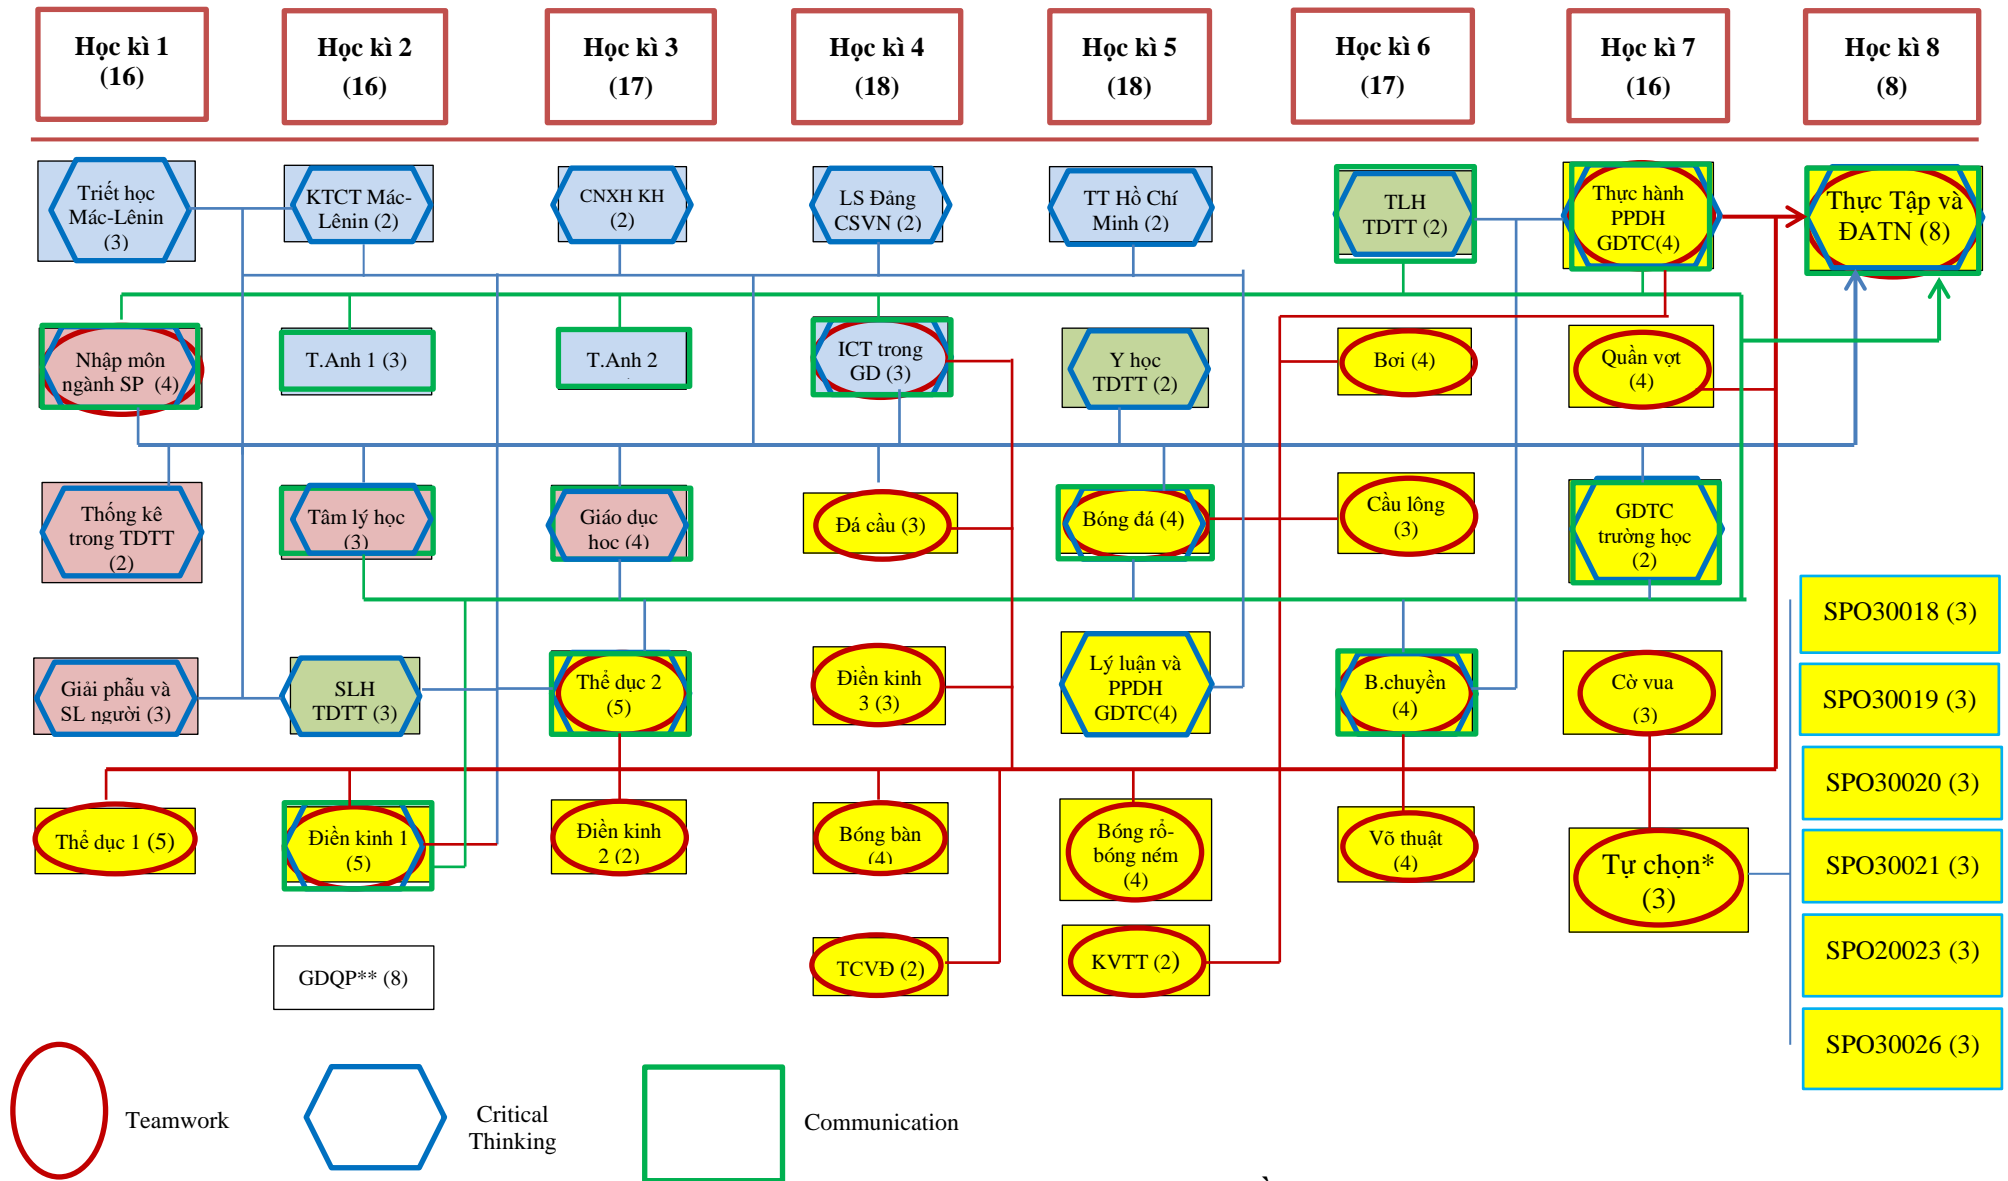 Học kì 1
(16)
Học kì 2
(16)
Học kì 3
(17)
Học kì 4
(18)
Học kì 5
(18)
Học kì 6
(17)
Học kì 7
(16)
Học kì 8
(8)
Triết học
Mác-Lênin
(3)
KTCT Mác-
Lênin (2)
CNXH KH
(2)
LS Đảng
CSVN (2)
TT Hồ Chí
Minh (2)
TLH
TDTT (2)
Thực hành
PPDH
GDTC(4)
Thực Tập và
ĐATN (8)
Nhập môn
ngành SP (4)
T.Anh 1 (3)
T.Anh 2
ICT trong
GD (3)
Y học
TDTT (2)
Bơi (4)
Quần vợt
(4)
Thống kê
trong TDTT
(2)
Tâm lý học
(3)
Giáo dục
học (4)
Đá cầu (3)
Bóng đá (4)
Cầu lông
(3)
GDTC
trường học
(2)
Giải phẫu và
SL người (3)
SLH
TDTT (3)
Thể dục 2
(5)
Điền kinh
3 (3)
Lý luận và
PPDH
GDTC(4)
B.chuyền
(4)
Cờ vua
(3)
SPO30018 (3)
SPO30019 (3)
SPO30020 (3)
SPO30021 (3)
SPO20023 (3)
SPO30026 (3)
Thể dục 1 (5)
Điền kinh 1
(5)
Điền kinh
2 (2)
Bóng bàn
(4)
Bóng rổ-
bóng ném
(4)
Võ thuật
(4)
Tự chọn*
(3)
GDQP** (8)
TCVĐ (2)
KVTT (2)
Teamwork
Critical
Thinking
Communication